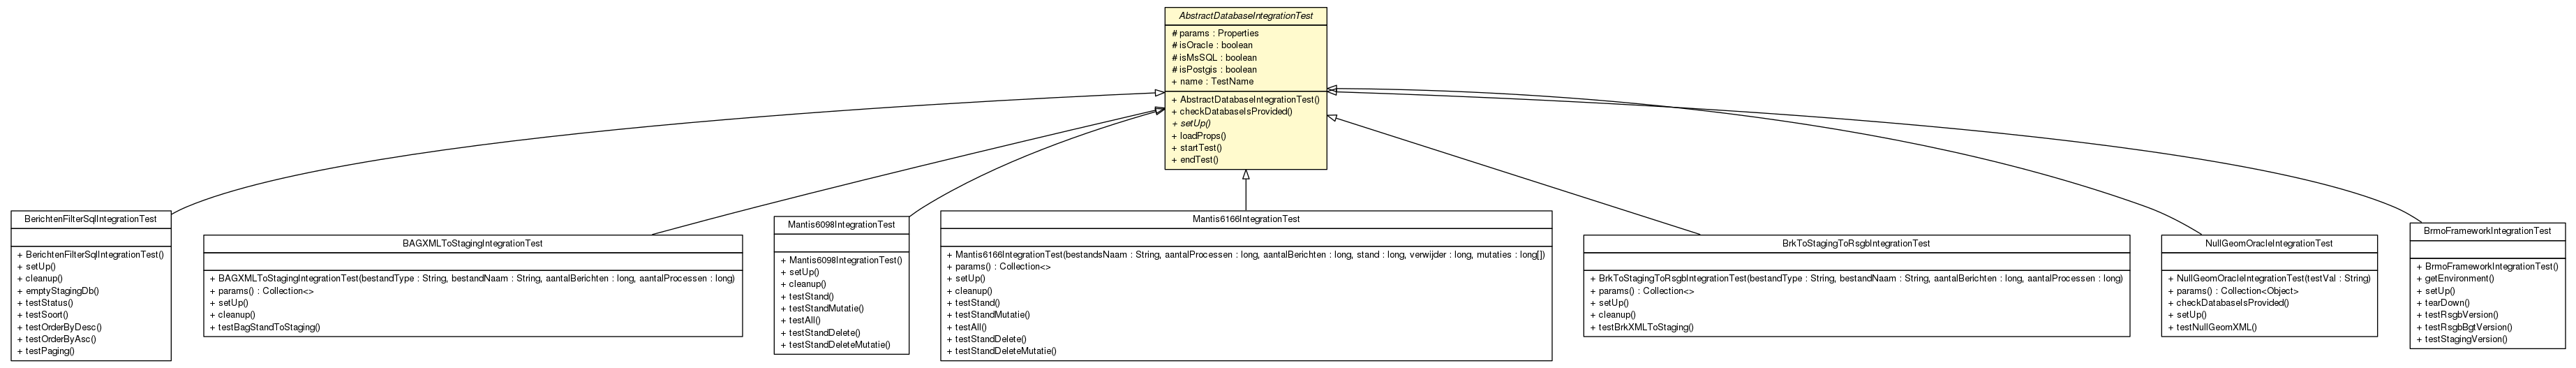 AbstractDatabaseIntegrationTest
# params : Properties
# isOracle : boolean
# isMsSQL : boolean
# isPostgis : boolean
+ name : TestName
+ AbstractDatabaseIntegrationTest()
+ checkDatabaseIsProvided()
+ setUp()
+ loadProps()
+ startTest()
+ endTest()
BerichtenFilterSqlIntegrationTest
+ BerichtenFilterSqlIntegrationTest()
+ setUp()
+ cleanup()
+ emptyStagingDb()
+ testStatus()
+ testSoort()
+ testOrderByDesc()
+ testOrderByAsc()
+ testPaging()
BAGXMLToStagingIntegrationTest
+ BAGXMLToStagingIntegrationTest(bestandType : String, bestandNaam : String, aantalBerichten : long, aantalProcessen : long)
+ params() : Collection<>
+ setUp()
+ cleanup()
+ testBagStandToStaging()
Mantis6098IntegrationTest
+ Mantis6098IntegrationTest()
+ setUp()
+ cleanup()
+ testStand()
+ testStandMutatie()
+ testAll()
+ testStandDelete()
+ testStandDeleteMutatie()
Mantis6166IntegrationTest
+ Mantis6166IntegrationTest(bestandsNaam : String, aantalProcessen : long, aantalBerichten : long, stand : long, verwijder : long, mutaties : long[])
+ params() : Collection<>
+ setUp()
+ cleanup()
+ testStand()
+ testStandMutatie()
+ testAll()
+ testStandDelete()
+ testStandDeleteMutatie()
BrkToStagingToRsgbIntegrationTest
+ BrkToStagingToRsgbIntegrationTest(bestandType : String, bestandNaam : String, aantalBerichten : long, aantalProcessen : long)
+ params() : Collection<>
+ setUp()
+ cleanup()
+ testBrkXMLToStaging()
NullGeomOracleIntegrationTest
+ NullGeomOracleIntegrationTest(testVal : String)
+ params() : Collection<Object>
+ checkDatabaseIsProvided()
+ setUp()
+ testNullGeomXML()
BrmoFrameworkIntegrationTest
+ BrmoFrameworkIntegrationTest()
+ getEnvironment()
+ setUp()
+ tearDown()
+ testRsgbVersion()
+ testRsgbBgtVersion()
+ testStagingVersion()